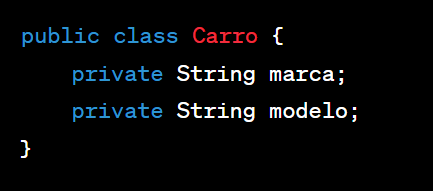 public class Carro {
    private String marca;
    private String modelo;
}